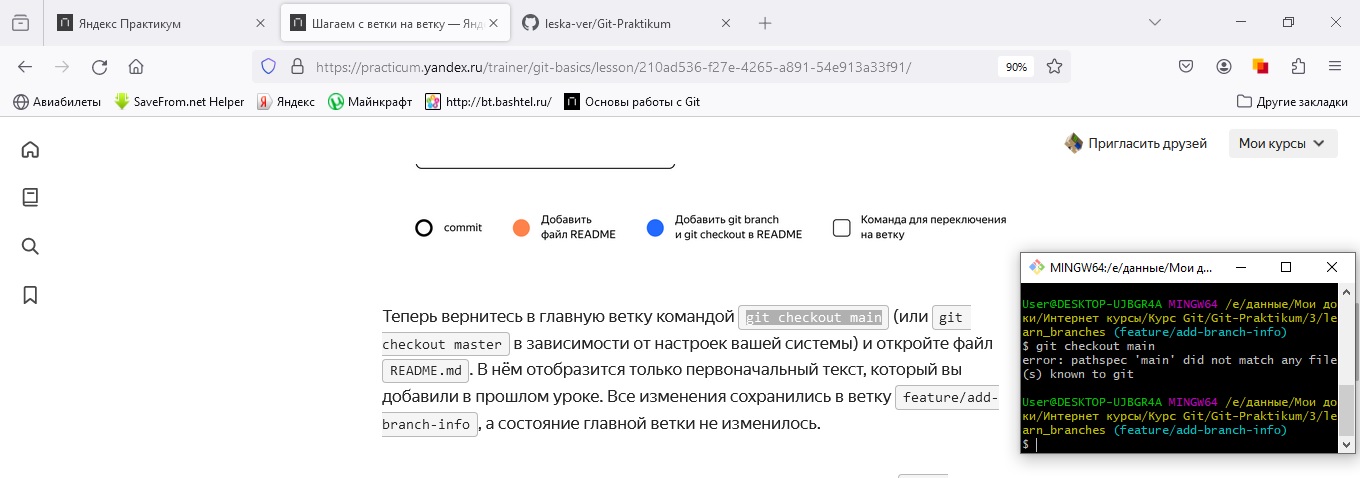 Яндекс Практикум
Шагаем с ветки на ветку — Янд
leska-ver/Git-Praktikum
https://practicum.yandex.ru/trainer/git-basics/lesson/210ad536-f27e-4265-a891-54e913a33f91/
90%
Авиабилеты
SaveFrom.net Helper
Яндекс
Майнкрафт
http://bt.bashtel.ru/
Основы работы с Git
Другие закладки
Пригласить друзей
Мои курсы
commit
Добавить
файл README
Добавить git branch
и git checkout в README
Команда для переключения
на ветку
Теперь вернитесь в главную ветку командой git checkout main (или git
checkout master в зависимости от настроек вашей системы) и откройте файл
README.md. В нём отобразится только первоначальный текст, который вы
добавили в прошлом уроке. Все изменения сохранились в ветку feature/add-
branch-info, а состояние главной ветки не изменилось.
MINGW64:/e/данные/Мои д...
User@DESKTOP-UJBGR4A MINGW64 /e/данные/Мои до
ки/Интернет курсы/Курс Git/Git-Praktikum/3/le
arn_branches (feature/add-branch-info)
$ git checkout main
error: pathspec 'main' did not match any file
(s) known to git
User@DESKTOP-UJBGR4A MINGW64 /e/данные/Мои до
ки/Интернет курсы/Курс Git/Git-Praktikum/3/le
arn_branches (feature/add-branch-info)
$